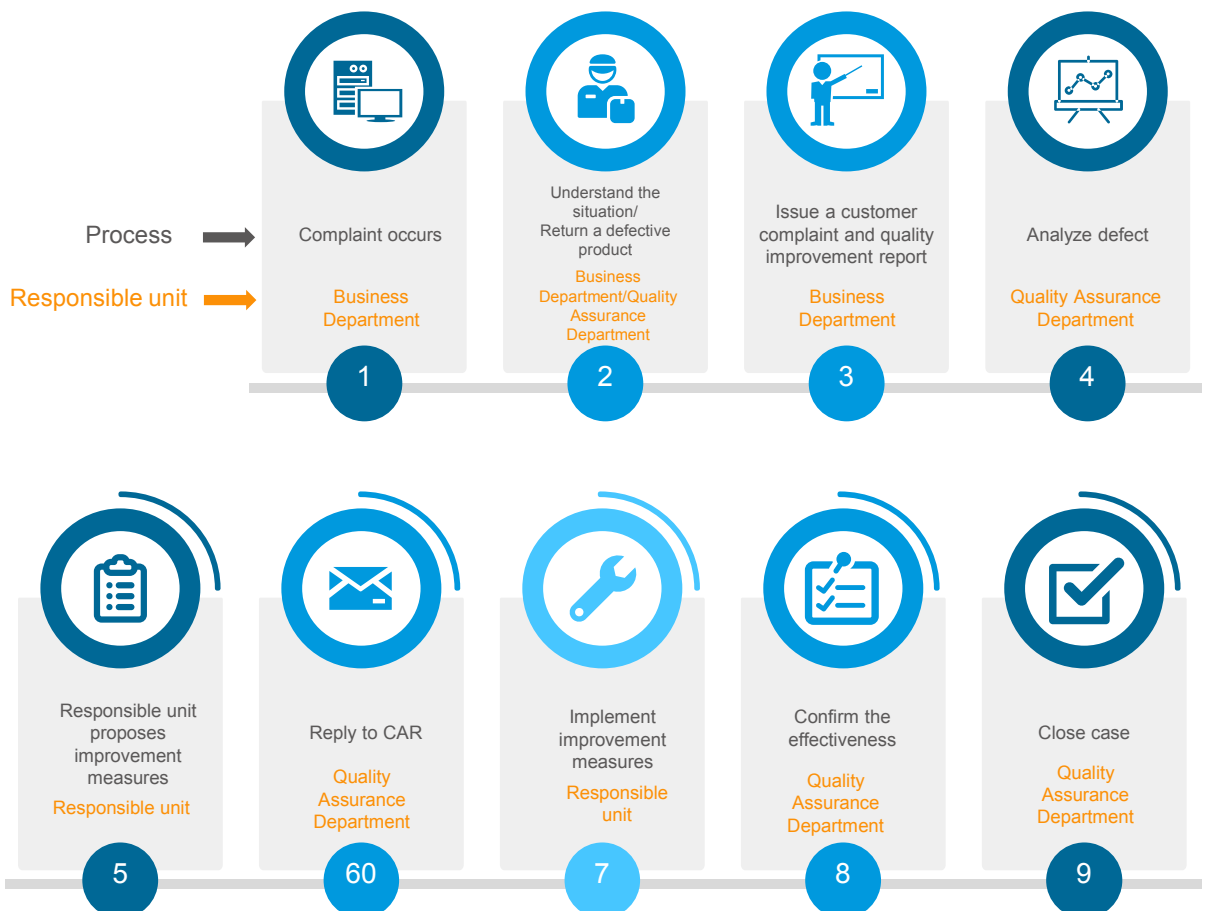 Process
Responsible unit
Complaint occurs
Business
Department
1
Understand the
situation/
Return a defective
product
Business
Department/Quality
Assurance
Department
2
Issue a customer
complaint and quality
improvement report
Business
Department
3
Analyze defect
Quality Assurance
Department
4
Responsible unit
proposes
improvement
measures
Responsible unit
5
Reply to CAR
Quality
Assurance
Department
60
Implement
improvement
measures
Responsible
unit
7
Confirm the
effectiveness
Quality
Assurance
Department
8
Close case
Quality
Assurance
Department
9